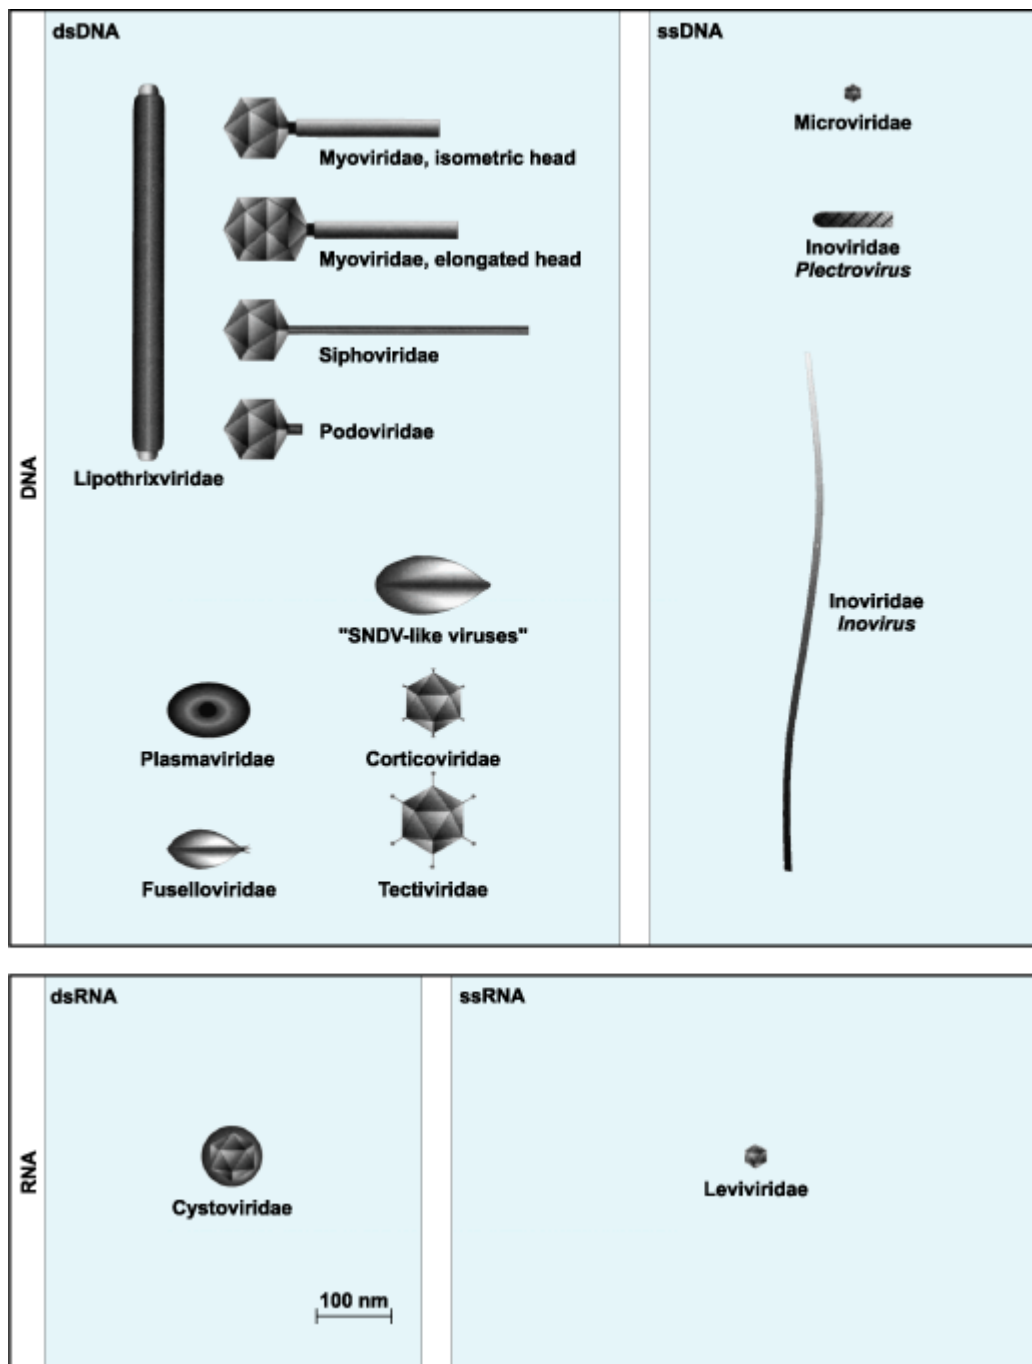 dsDNA
ssDNA
Microviridae
Myoviridae, isometric head
Inoviridae
Plectrovirus
Myoviridae, elongated head
Siphoviridae
Podoviridae
Lipothrixviridae
DNA
Inoviridae
Inovirus
"SNDV-like viruses"
Plasmaviridae
Corticoviridae
Fuselloviridae
Tectiviridae
dsRNA
ssRNA
RNA
Cystoviridae
Leviviridae
100 nm